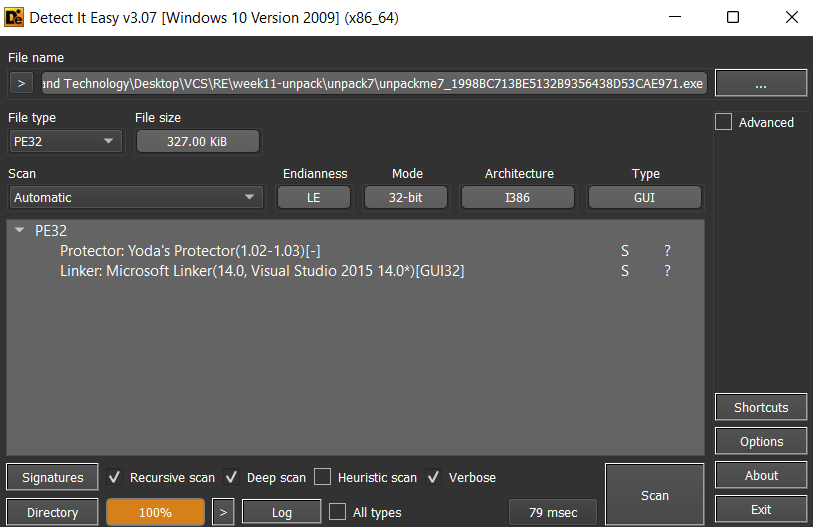 Detect It Easy v3.07 [Windows 10 Version 2009] (x86_64)
File name
> and Technology\Desktop\VCS\RE\week11-unpack\unpack7\unpackme7_1998BC713BE5132B9356438D53CAE971.exe ...
File type File size Advanced
PE32 327.00 KiB
Scan Endianness Mode Architecture Type
Automatic LE 32-bit I386 GUI
PE32
Protector: Yoda's Protector(1.02-1.03)[-] S ?
Linker: Microsoft Linker(14.0, Visual Studio 2015 14.0*)[GUI32] S ?
Shortcuts
Options
Signatures Recursive scan Deep scan Heuristic scan Verbose Scan About
Directory 100% > Log All types 79 msec Exit